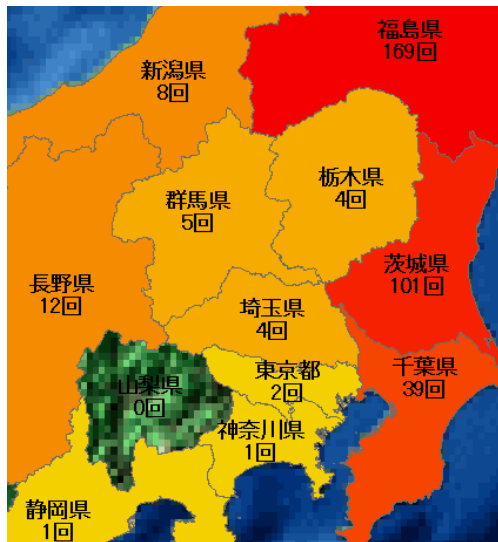 福島県
169回
新潟県
8回
栃木県
4回
群馬県
5回
茨城県
101回
長野県
12回
埼玉県
4回
千葉県
39回
東京都
2回
山梨県
0回
神奈川県
1回
静岡県
1回